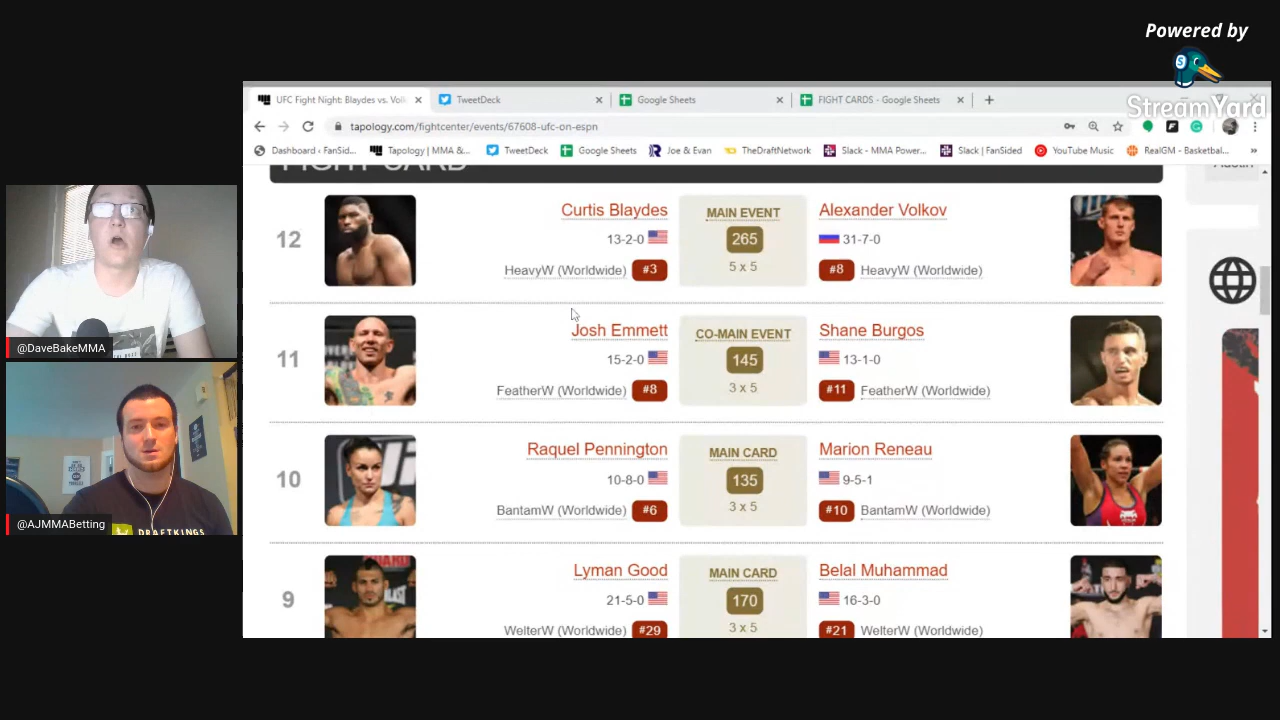 Powered by
StreamYard
UFC Fight Night: Blaydes vs. Volk
TweetDeck
Google Sheets
FIGHT CARDS - Google Sheets
tapology.com/fightcenter/events/67608-ufc-on-espn
Dashboard ‹ FanSid...
Tapology | MMA &...
TweetDeck
Google Sheets
Joe & Evan
TheDraftNetwork
Slack - MMA Power...
Slack | FanSided
YouTube Music
RealGM - Basketbal...
»
FIGHT CARD
12
Curtis Blaydes
13-2-0
HeavyW (Worldwide) #3
MAIN EVENT
265
5 x 5
Alexander Volkov
31-7-0
#8 HeavyW (Worldwide)
11
Josh Emmett
15-2-0
FeatherW (Worldwide) #8
CO-MAIN EVENT
145
3 x 5
Shane Burgos
13-1-0
#11 FeatherW (Worldwide)
10
Raquel Pennington
10-8-0
BantamW (Worldwide) #6
MAIN CARD
135
3 x 5
Marion Reneau
9-5-1
#10 BantamW (Worldwide)
9
Lyman Good
21-5-0
WelterW (Worldwide) #29
MAIN CARD
170
3 x 5
Belal Muhammad
16-3-0
#21 WelterW (Worldwide)
@DaveBakeMMA
@AJMMABetting
DRAFTKINGS